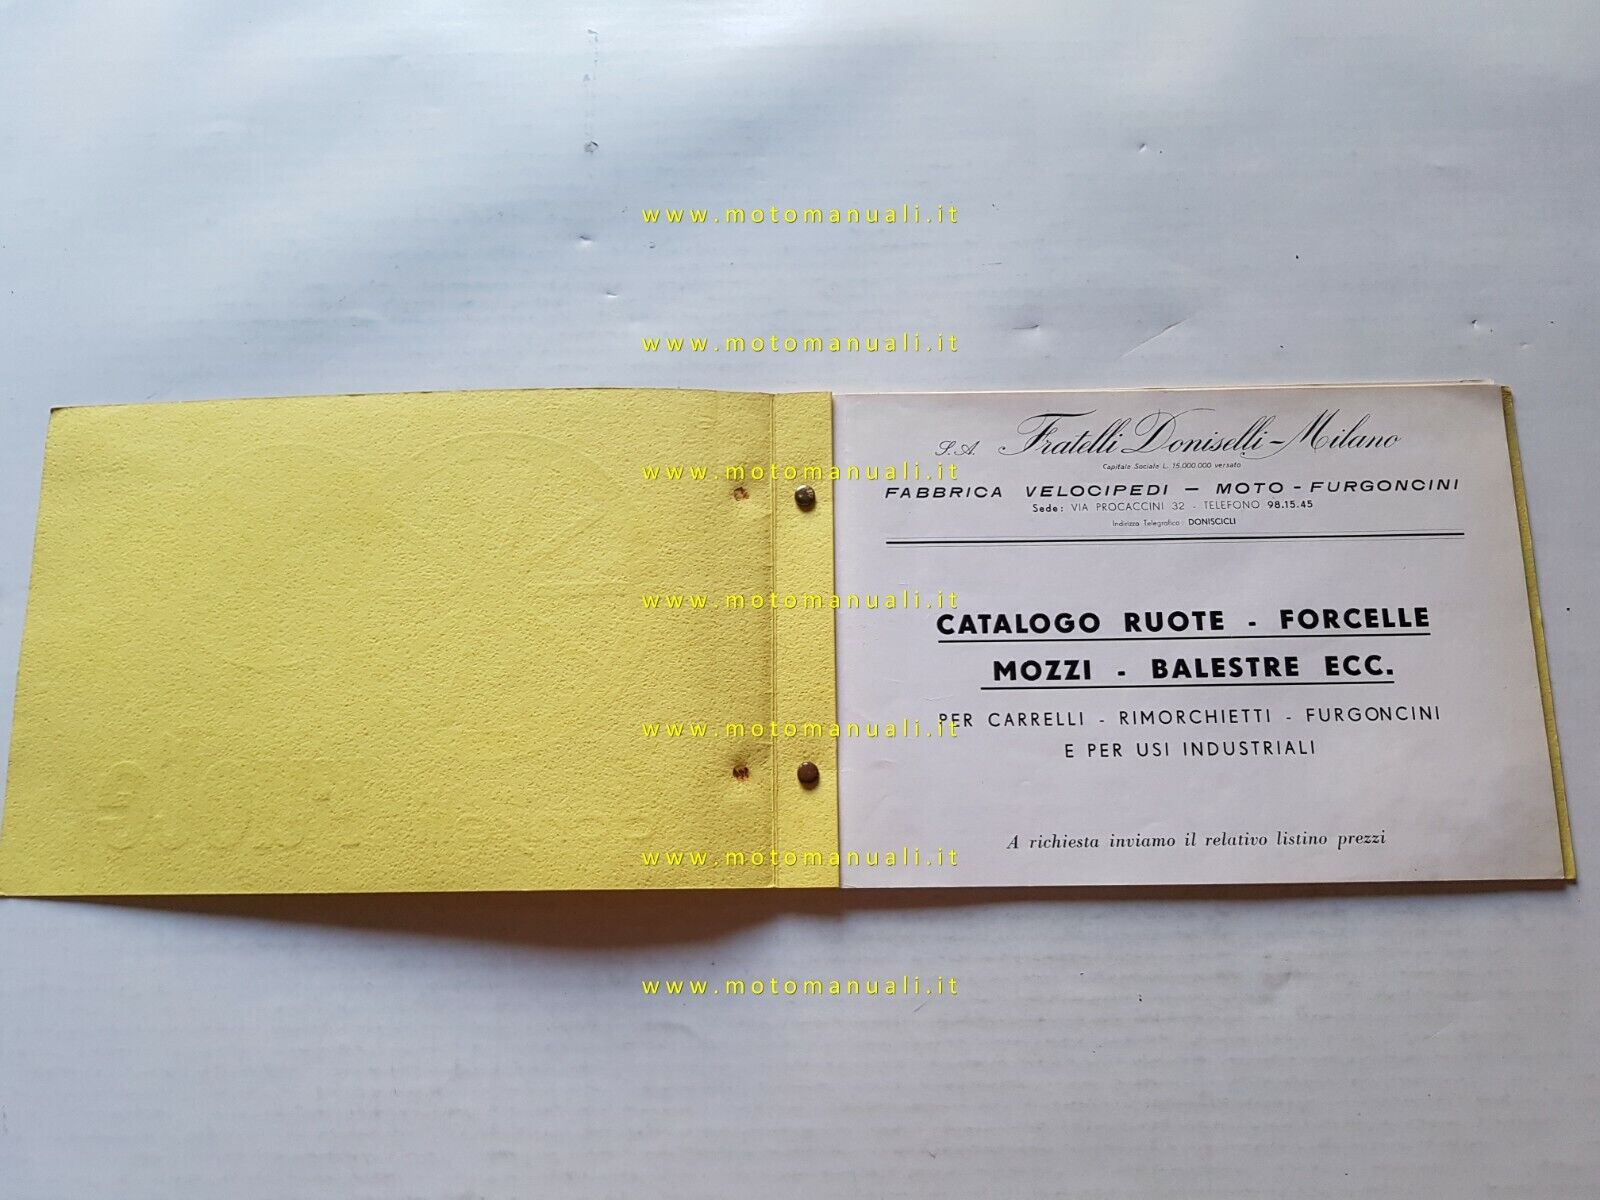 www.motomanuali.it
www.motomanuali.it
www.motomanuali.it
www.motomanuali.it
www.motomanuali.it
www.motomanuali.it
www.motomanuali.it
S.A. Fratelli Doniselli - Milano
Capitale Sociale L. 15.000.000 versato
FABBRICA VELOCIPEDI — MOTO - FURGONCINI
Sede: VIA PROCACCINI 32 - TELEFONO 98.15.45
Indirizzo Telegrafico: DONISCICLI
CATALOGO RUOTE - FORCELLE
MOZZI - BALESTRE ECC.
PER CARRELLI - RIMORCHIETTI - FURGONCINI
E PER USI INDUSTRIALI
A richiesta inviamo il relativo listino prezzi